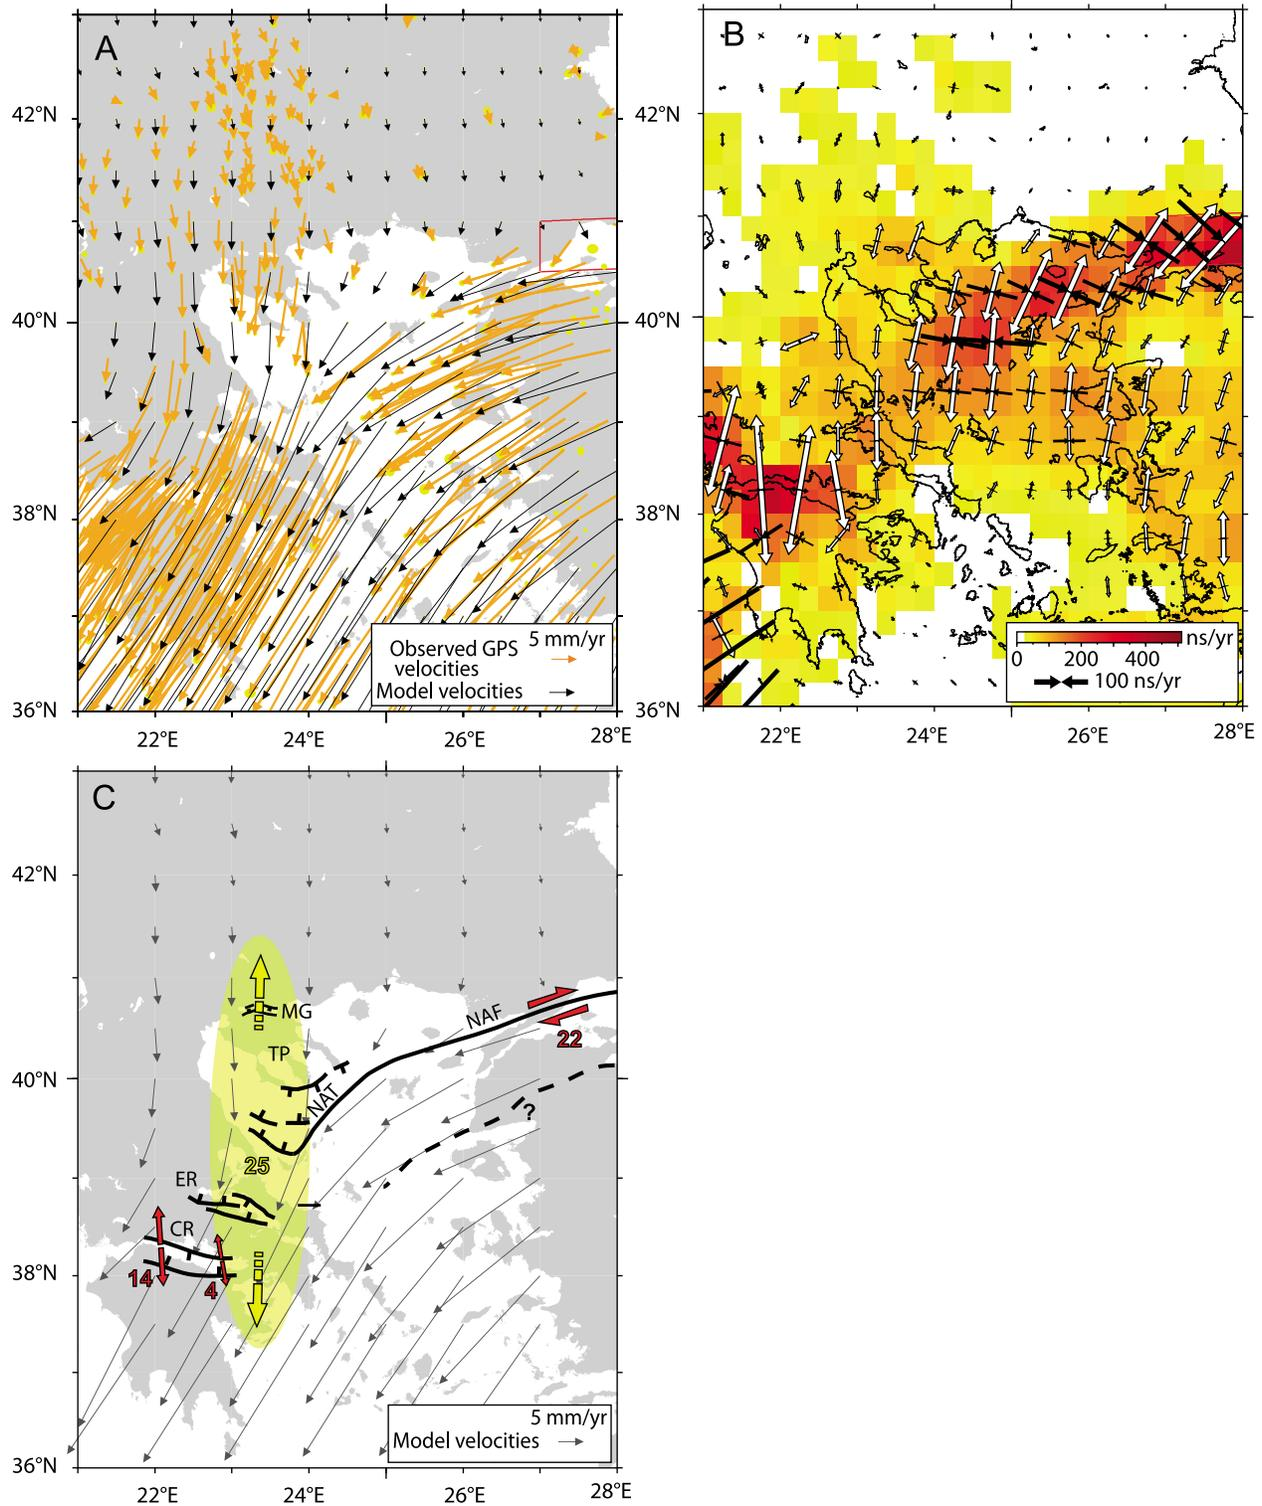 A
42°N
40°N
38°N
36°N
22°E
24°E
26°E
28°E
Observed GPS
velocities
5 mm/yr
Model velocities
B
42°N
40°N
38°N
36°N
22°E
24°E
26°E
28°E
ns/yr
0 200 400
100 ns/yr
C
42°N
40°N
38°N
36°N
22°E
24°E
26°E
28°E
MG
TP
NAT
NAF
22
?
25
ER
CR
14
4
5 mm/yr
Model velocities